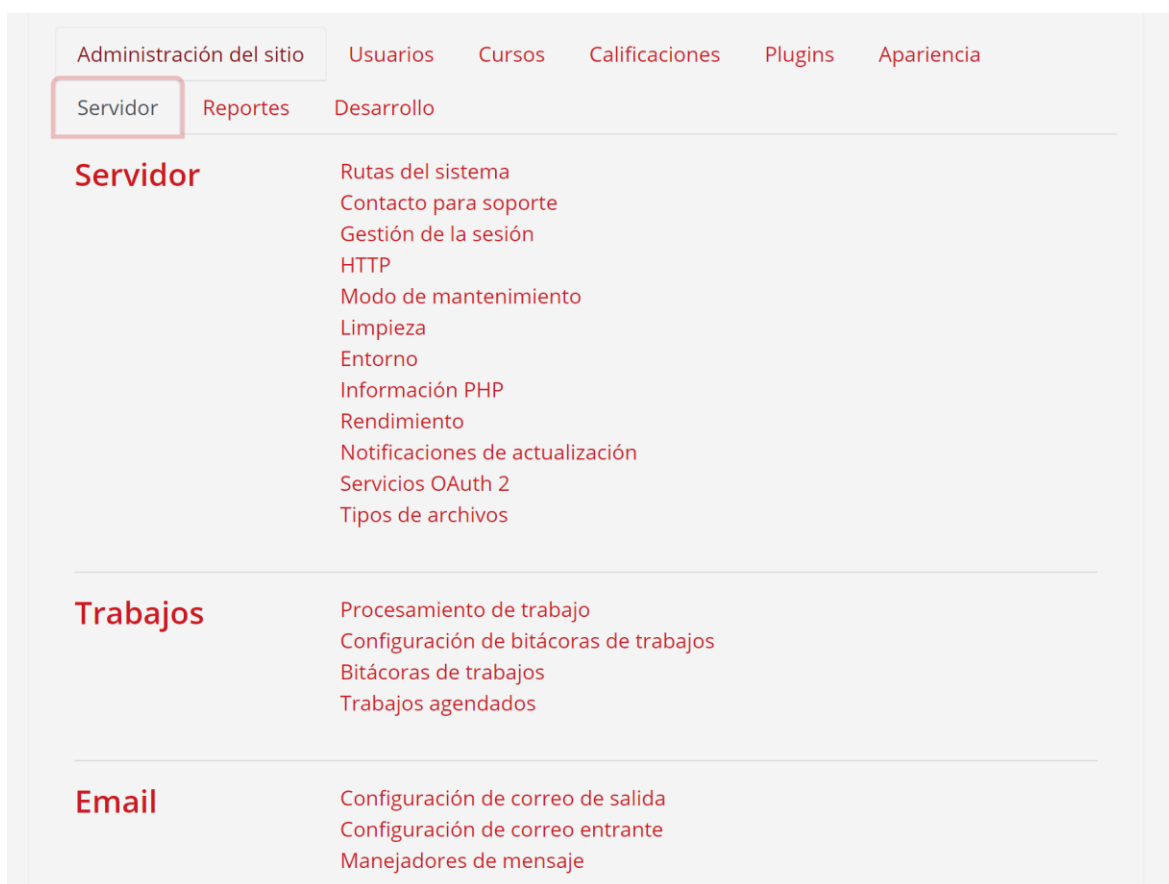 Administración del sitio Usuarios Cursos Calificaciones Plugins Apariencia
Servidor Reportes Desarrollo
Servidor
Rutas del sistema
Contacto para soporte
Gestión de la sesión
HTTP
Modo de mantenimiento
Limpieza
Entorno
Información PHP
Rendimiento
Notificaciones de actualización
Servicios OAuth 2
Tipos de archivos
Trabajos
Procesamiento de trabajo
Configuración de bitácoras de trabajos
Bitácoras de trabajos
Trabajos agendados
Email
Configuración de correo de salida
Configuración de correo entrante
Manejadores de mensaje